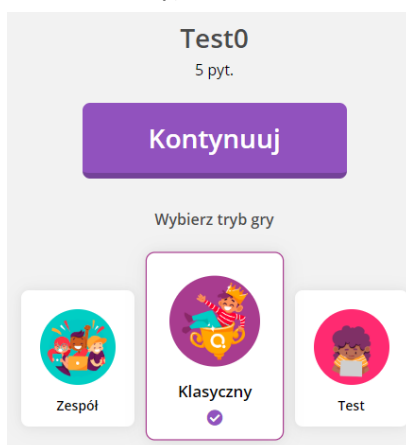 Test0
5 pyt.
Kontynuuj
Wybierz tryb gry
Zespół
Klasyczny
Test